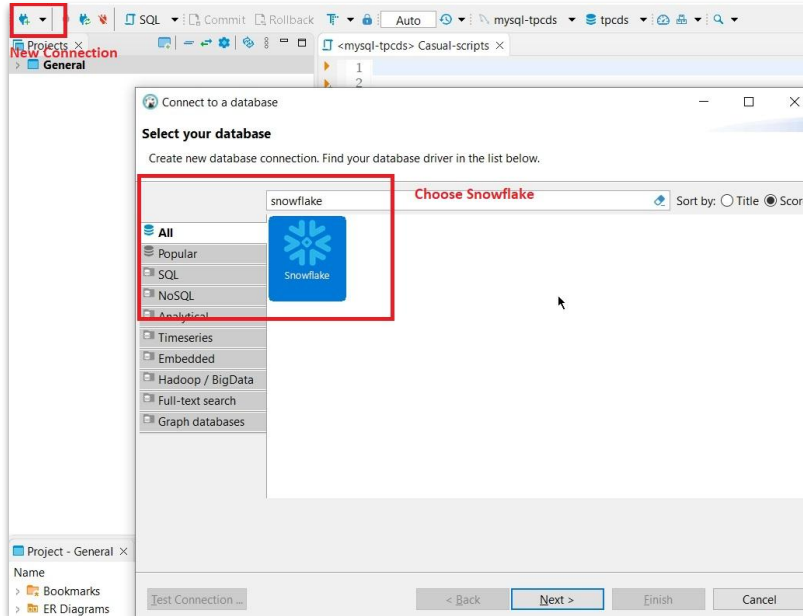 SQL Commit Rollback T Auto mysql-tpcds tpcds
Projects × <mysql-tpcds> Casual-scripts ×
New Connection
General
1
2
Connect to a database
Select your database
Create new database connection. Find your database driver in the list below.
snowflake Choose Snowflake Sort by: Title Scor
All
Popular
SQL
Snowflake
NoSQL
Analytical
Timeseries
Embedded
Hadoop / BigData
Full-text search
Graph databases
Project - General ×
Name
Bookmarks
ER Diagrams
Test Connection ... < Back Next > Finish Cancel